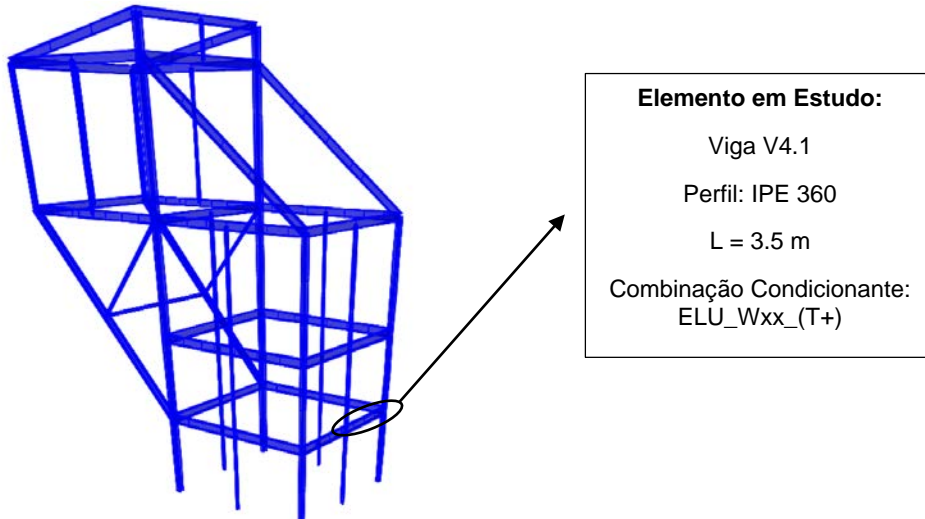 Elemento em Estudo:
Viga V4.1
Perfil: IPE 360
L = 3.5 m
Combinação Condicionante:
ELU_Wxx_(T+)